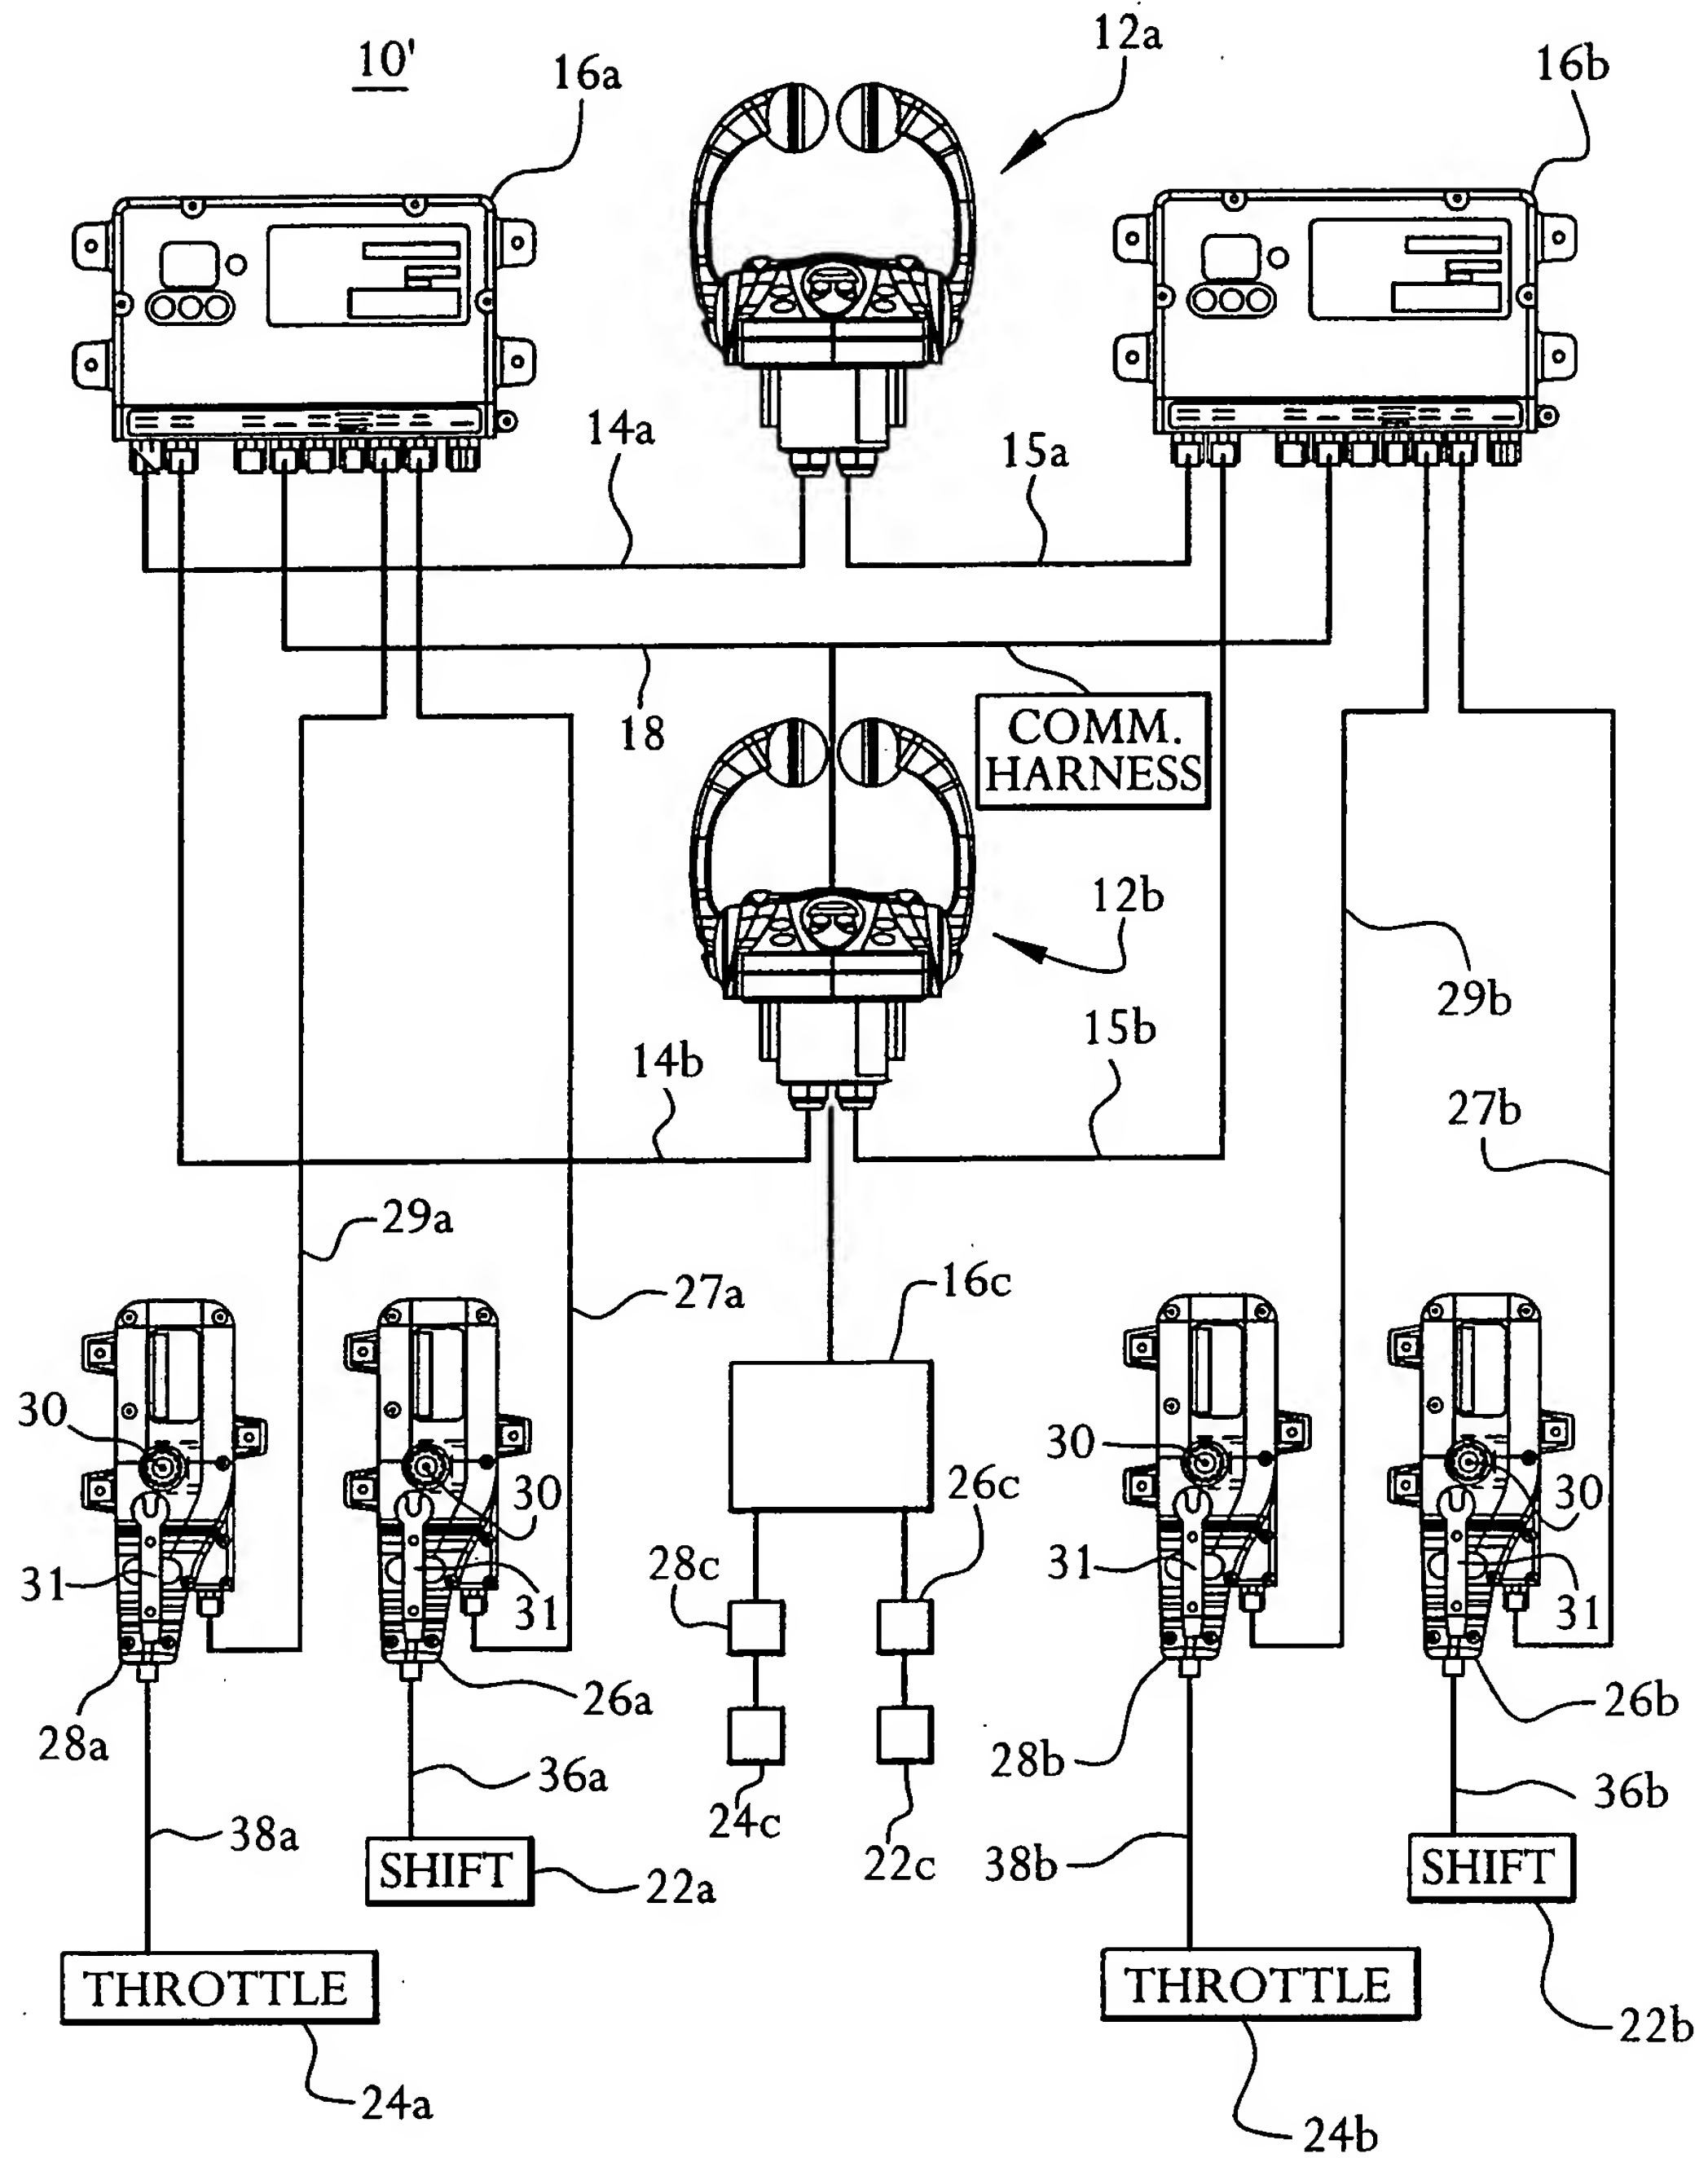 10'
16a
12a
16b
14a
15a
18
COMM.
HARNESS
12b
29b
14b
15b
27b
29a
27a
16c
30
30
26c
30
30
31
31
28c
31
31
28a
26a
28b
26b
36a
24c
36b
38a
22c
38b
SHIFT
22a
SHIFT
THROTTLE
THROTTLE
22b
24a
24b